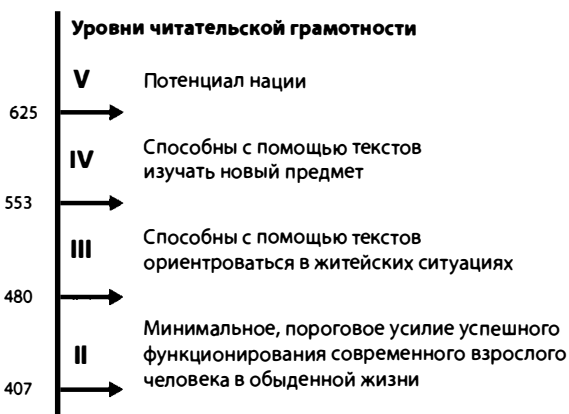 Уровни читательской грамотности
V Потенциал нации
625
IV Способны с помощью текстов
изучать новый предмет
553
III Способны с помощью текстов
ориентроваться в житейских ситуациях
480
II Минимальное, пороговое усилие успешного
функционирования современного взрослого
человека в обыденной жизни
407